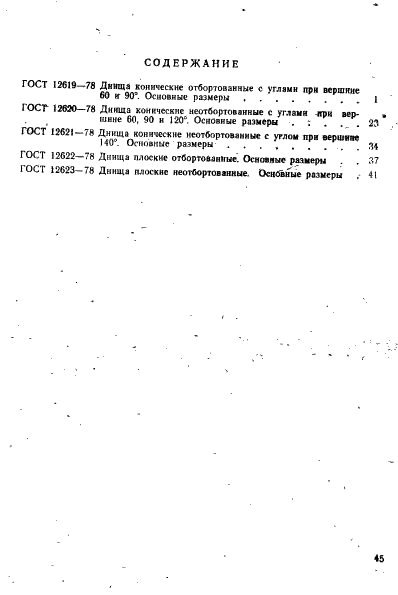 СОДЕРЖАНИЕ
ГОСТ 12619—78 Днища конические отбортованные с углами при вершине
60 и 90°. Основные размеры . . . . . . . . 1
ГОСТ 12620—78 Днища конические неотбортованные с углами при вер-
шине 60, 90 и 120°. Основные размеры . . . . . 23
ГОСТ 12621—78 Днища конические неотбортованные с углом при вершине
140°. Основные размеры . . . . . . . . . 34
ГОСТ 12622—78 Днища плоские отбортованные. Основные размеры . . 37
ГОСТ 12623—78 Днища плоские неотбортованные. Основные размеры . 41
45